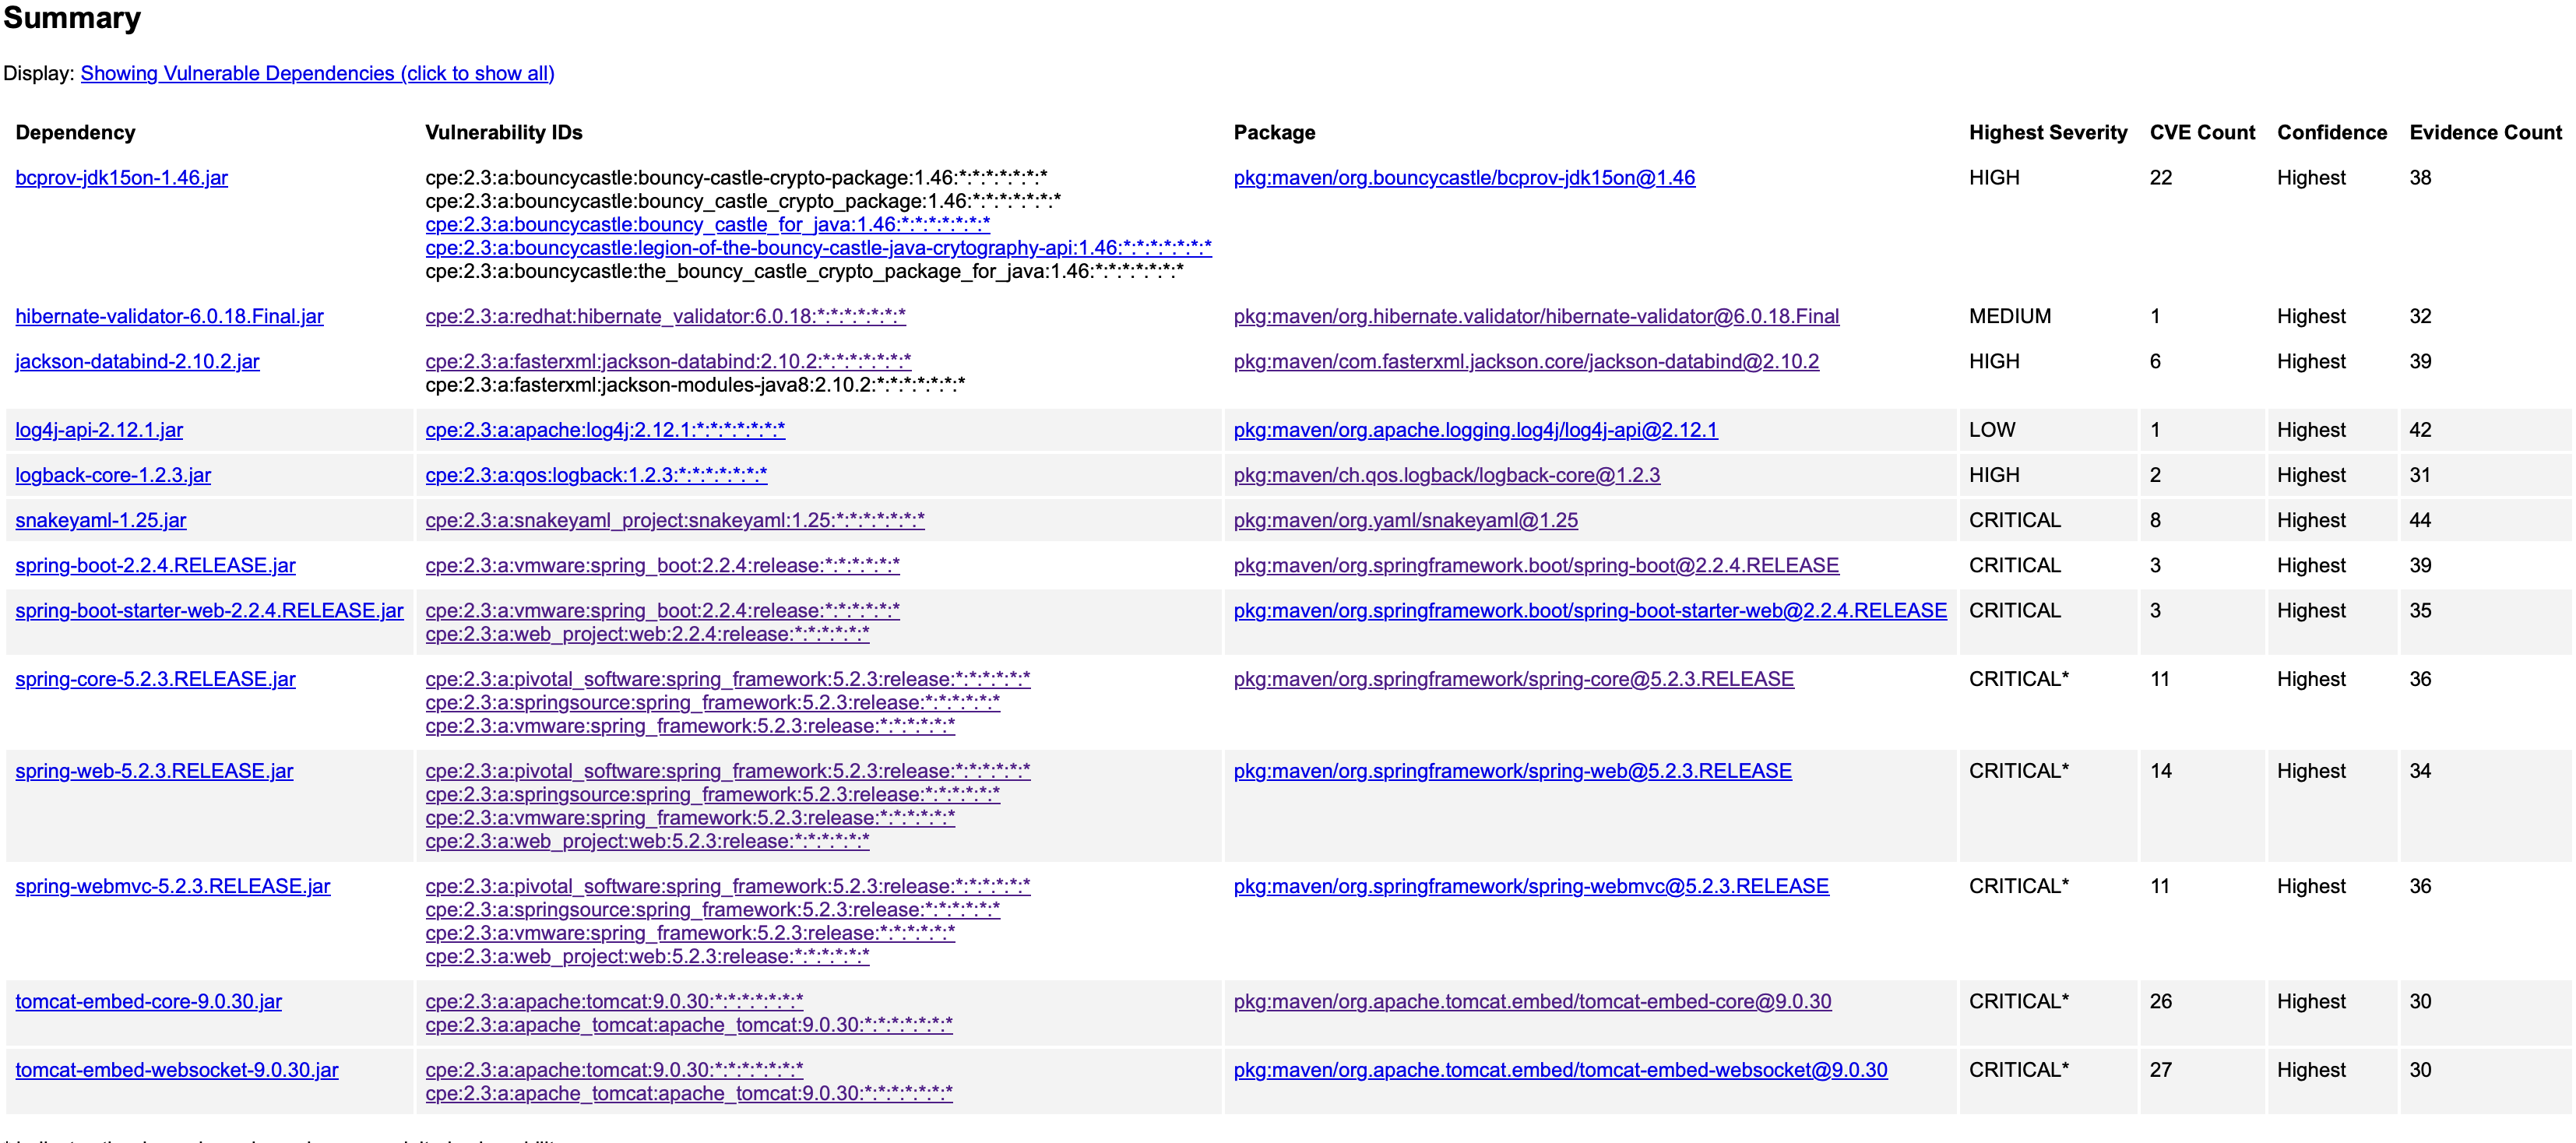 Summary
Display: Showing Vulnerable Dependencies (click to show all)
Dependency Vulnerability IDs Package Highest Severity CVE Count Confidence Evidence Count
bcprov-jdk15on-1.46.jar cpe:2.3:a:bouncycastle:bouncy-castle-crypto-package:1.46:*:*:*:*:*:*:* pkg:maven/org.bouncycastle/bcprov-jdk15on@1.46 HIGH 22 Highest 38
cpe:2.3:a:bouncycastle:bouncy_castle_crypto_package:1.46:*:*:*:*:*:*:*
cpe:2.3:a:bouncycastle:bouncy_castle_for_java:1.46:*:*:*:*:*:*:*
cpe:2.3:a:bouncycastle:legion-of-the-bouncy-castle-java-crytography-api:1.46:*:*:*:*:*:*:*
cpe:2.3:a:bouncycastle:the_bouncy_castle_crypto_package_for_java:1.46:*:*:*:*:*:*:*
hibernate-validator-6.0.18.Final.jar cpe:2.3:a:redhat:hibernate_validator:6.0.18:*:*:*:*:*:*:* pkg:maven/org.hibernate.validator/hibernate-validator@6.0.18.Final MEDIUM 1 Highest 32
jackson-databind-2.10.2.jar cpe:2.3:a:fasterxml:jackson-databind:2.10.2:*:*:*:*:*:*:* pkg:maven/com.fasterxml.jackson.core/jackson-databind@2.10.2 HIGH 6 Highest 39
cpe:2.3:a:fasterxml:jackson-modules-java8:2.10.2:*:*:*:*:*:*:*
log4j-api-2.12.1.jar cpe:2.3:a:apache:log4j:2.12.1:*:*:*:*:*:*:* pkg:maven/org.apache.logging.log4j/log4j-api@2.12.1 LOW 1 Highest 42
logback-core-1.2.3.jar cpe:2.3:a:qos:logback:1.2.3:*:*:*:*:*:*:* pkg:maven/ch.qos.logback/logback-core@1.2.3 HIGH 2 Highest 31
snakeyaml-1.25.jar cpe:2.3:a:snakeyaml_project:snakeyaml:1.25:*:*:*:*:*:*:* pkg:maven/org.yaml/snakeyaml@1.25 CRITICAL 8 Highest 44
spring-boot-2.2.4.RELEASE.jar cpe:2.3:a:vmware:spring_boot:2.2.4:release:*:*:*:*:*:* pkg:maven/org.springframework.boot/spring-boot@2.2.4.RELEASE CRITICAL 3 Highest 39
spring-boot-starter-web-2.2.4.RELEASE.jar cpe:2.3:a:vmware:spring_boot:2.2.4:release:*:*:*:*:*:* pkg:maven/org.springframework.boot/spring-boot-starter-web@2.2.4.RELEASE CRITICAL 3 Highest 35
cpe:2.3:a:web_project:web:2.2.4:release:*:*:*:*:*:*
spring-core-5.2.3.RELEASE.jar cpe:2.3:a:pivotal_software:spring_framework:5.2.3:release:*:*:*:*:*:* pkg:maven/org.springframework/spring-core@5.2.3.RELEASE CRITICAL* 11 Highest 36
cpe:2.3:a:springsource:spring_framework:5.2.3:release:*:*:*:*:*:*
cpe:2.3:a:vmware:spring_framework:5.2.3:release:*:*:*:*:*:*
spring-web-5.2.3.RELEASE.jar cpe:2.3:a:pivotal_software:spring_framework:5.2.3:release:*:*:*:*:*:* pkg:maven/org.springframework/spring-web@5.2.3.RELEASE CRITICAL* 14 Highest 34
cpe:2.3:a:springsource:spring_framework:5.2.3:release:*:*:*:*:*:*
cpe:2.3:a:vmware:spring_framework:5.2.3:release:*:*:*:*:*:*
cpe:2.3:a:web_project:web:5.2.3:release:*:*:*:*:*:*
spring-webmvc-5.2.3.RELEASE.jar cpe:2.3:a:pivotal_software:spring_framework:5.2.3:release:*:*:*:*:*:* pkg:maven/org.springframework/spring-webmvc@5.2.3.RELEASE CRITICAL* 11 Highest 36
cpe:2.3:a:springsource:spring_framework:5.2.3:release:*:*:*:*:*:*
cpe:2.3:a:vmware:spring_framework:5.2.3:release:*:*:*:*:*:*
cpe:2.3:a:web_project:web:5.2.3:release:*:*:*:*:*:*
tomcat-embed-core-9.0.30.jar cpe:2.3:a:apache:tomcat:9.0.30:*:*:*:*:*:*:* pkg:maven/org.apache.tomcat.embed/tomcat-embed-core@9.0.30 CRITICAL* 26 Highest 30
cpe:2.3:a:apache_tomcat:apache_tomcat:9.0.30:*:*:*:*:*:*:*
tomcat-embed-websocket-9.0.30.jar cpe:2.3:a:apache:tomcat:9.0.30:*:*:*:*:*:*:* pkg:maven/org.apache.tomcat.embed/tomcat-embed-websocket@9.0.30 CRITICAL* 27 Highest 30
cpe:2.3:a:apache_tomcat:apache_tomcat:9.0.30:*:*:*:*:*:*:*